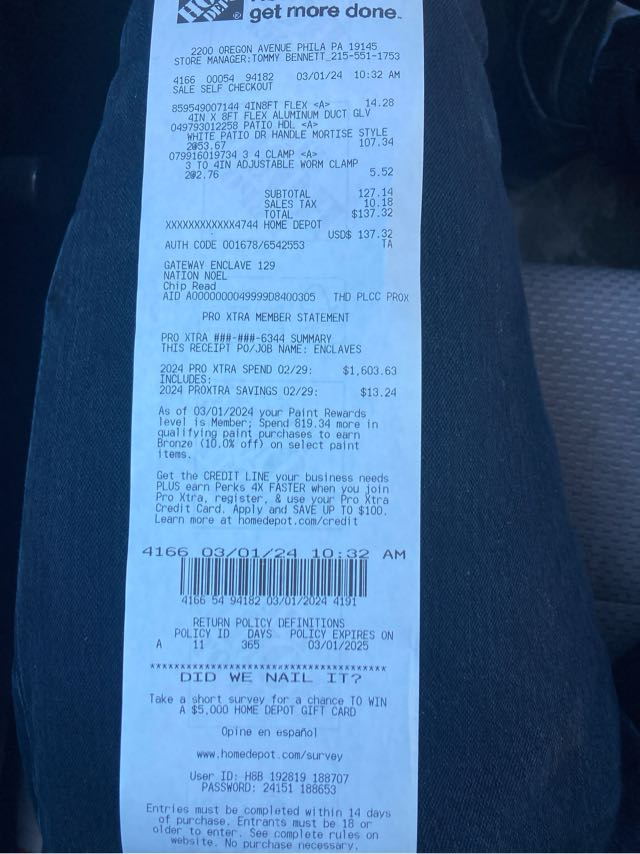 get more done.
2200 OREGON AVENUE PHILA PA 19145
STORE MANAGER:TOMMY BENNETT 215-551-1753
4166 00054 94182 03/01/24 10:32 AM
SALE SELF CHECKOUT
859549007144 4IN8FT FLEX <A> 14.28
4IN X 8FT FLEX ALUMINUM DUCT GLV
049793012258 PATIO HDL <A>
WHITE PATIO DR HANDLE MORTISE STYLE
2@53.67 107.34
079916019734 3 4 CLAMP <A>
3 TO 4IN ADJUSTABLE WORM CLAMP
2@2.76 5.52
SUBTOTAL 127.14
SALES TAX 10.18
TOTAL $137.32
XXXXXXXXXXXX4744 HOME DEPOT
USD$ 137.32
AUTH CODE 001678/6542553 TA
GATEWAY ENCLAVE 129
NATION NOEL
Chip Read
AID A0000000049999D8400305 THD PLCC PROX
PRO XTRA MEMBER STATEMENT
PRO XTRA ###-###-6344 SUMMARY
THIS RECEIPT PO/JOB NAME: ENCLAVES
2024 PRO XTRA SPEND 02/29: $1,603.63
INCLUDES:
2024 PROXTRA SAVINGS 02/29: $13.24
As of 03/01/2024 your Paint Rewards
level is Member; Spend 819.34 more in
qualifying paint purchases to earn
Bronze (10.0% off) on select paint
items.
Get the CREDIT LINE your business needs
PLUS earn Perks 4X FASTER when you join
Pro Xtra, register, & use your Pro Xtra
Credit Card. Apply and SAVE UP TO $100.
Learn more at homedepot.com/credit
4166 03/01/24 10:32 AM
4166 54 94182 03/01/2024 4191
RETURN POLICY DEFINITIONS
POLICY ID DAYS POLICY EXPIRES ON
A 11 365 03/01/2025
****************************************
DID WE NAIL IT?
Take a short survey for a chance TO WIN
A $5,000 HOME DEPOT GIFT CARD
Opine en español
www.homedepot.com/survey
User ID: H8B 192819 188707
PASSWORD: 24151 188653
Entries must be completed within 14 days
of purchase. Entrants must be 18 or
older to enter. See complete rules on
website. No purchase necessary.